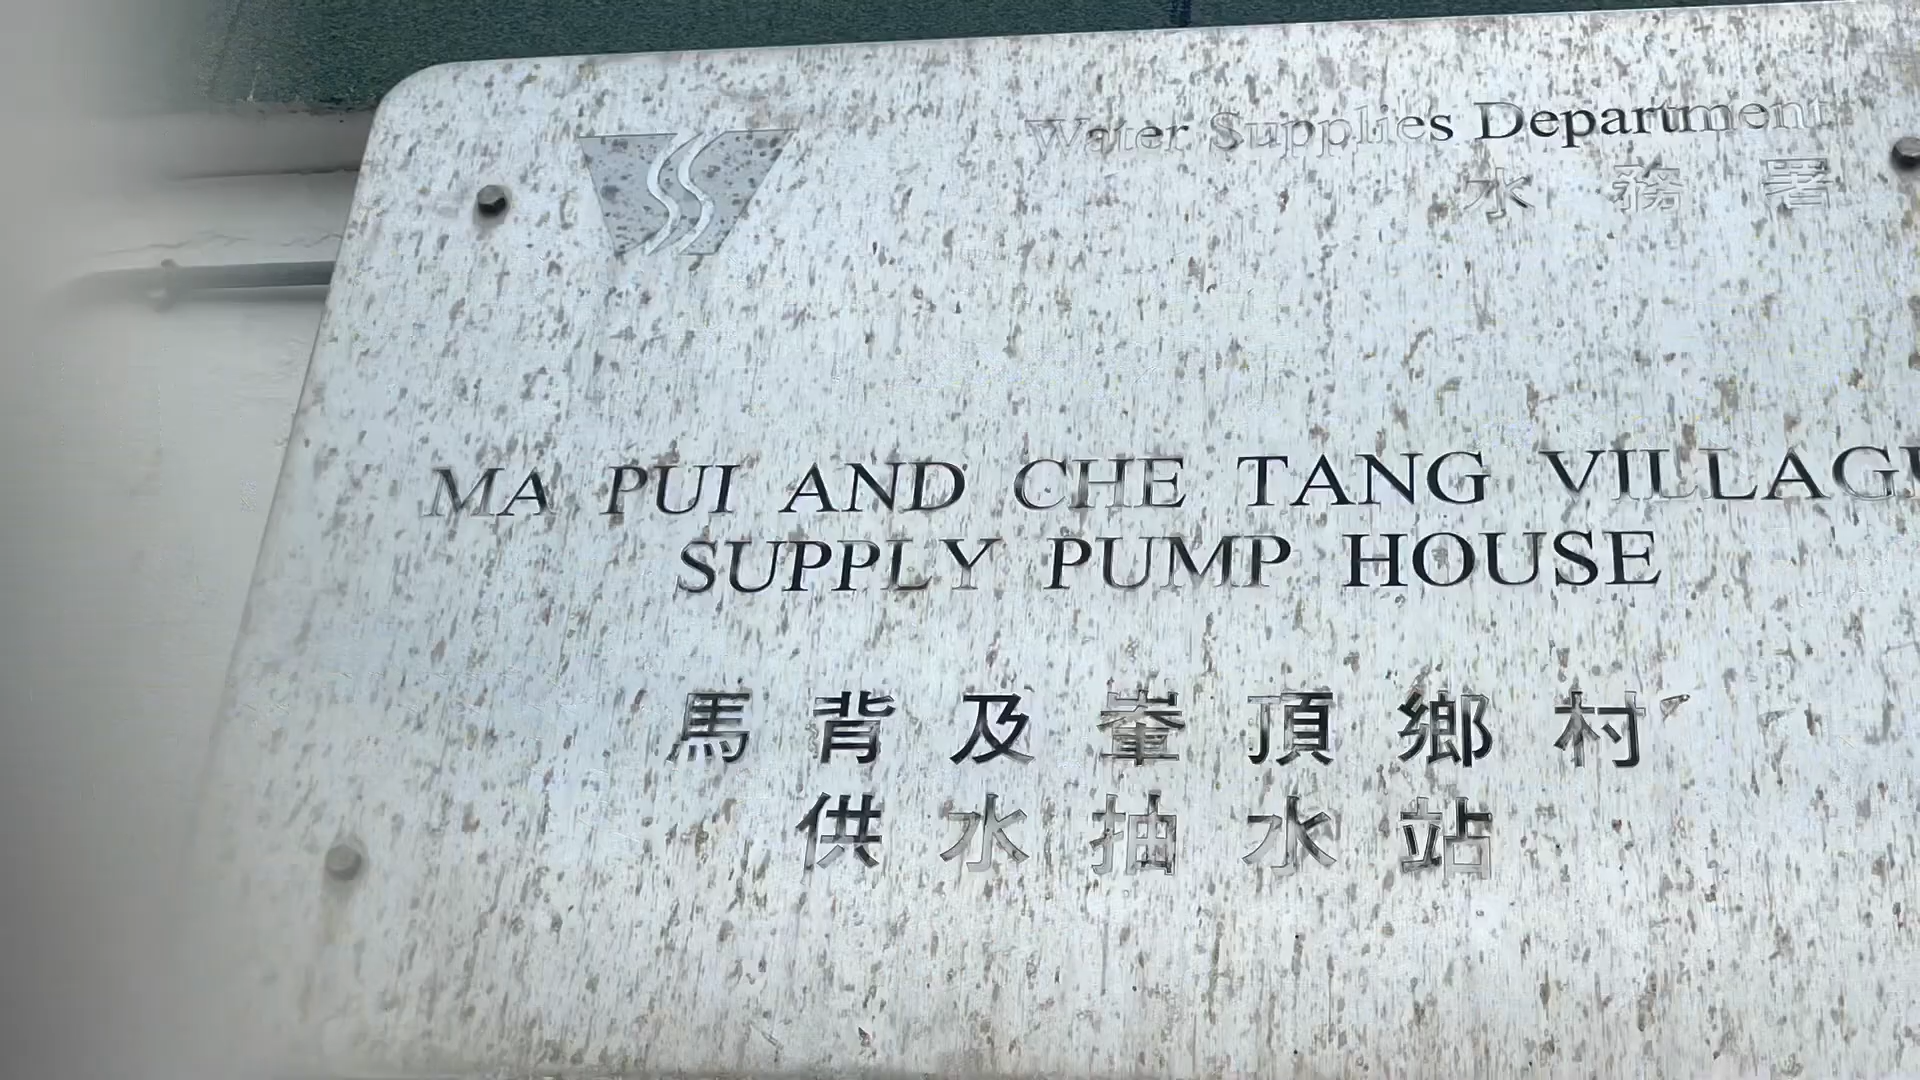 Water Supplies Department
水務署
MA PUI AND CHE TANG VILLAG
SUPPLY PUMP HOUSE
馬背及輋頂鄉村
供水抽水站